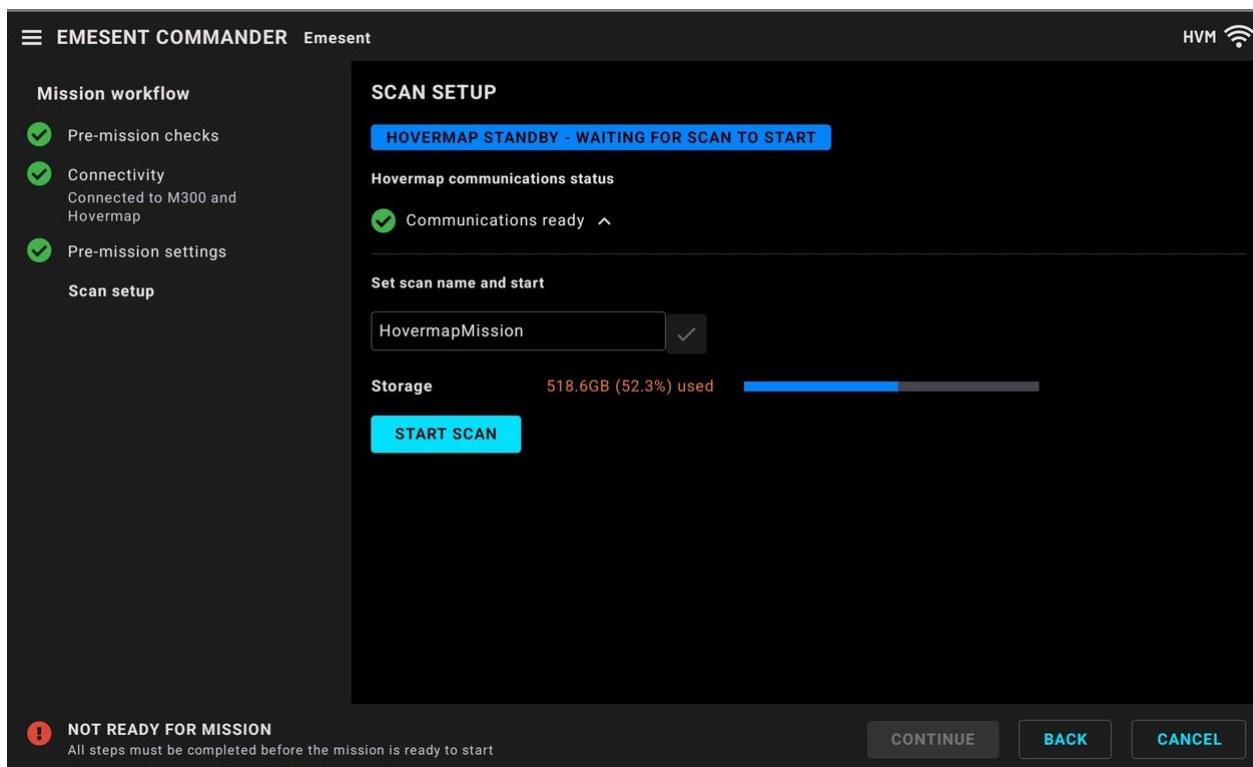 EMESENT COMMANDER Emesent
HVM
Mission workflow
Pre-mission checks
Connectivity
Connected to M300 and
Hovermap
Pre-mission settings
Scan setup
SCAN SETUP
HOVERMAP STANDBY - WAITING FOR SCAN TO START
Hovermap communications status
Communications ready
Set scan name and start
HovermapMission
Storage 518.6GB (52.3%) used
START SCAN
NOT READY FOR MISSION
All steps must be completed before the mission is ready to start
CONTINUE BACK CANCEL